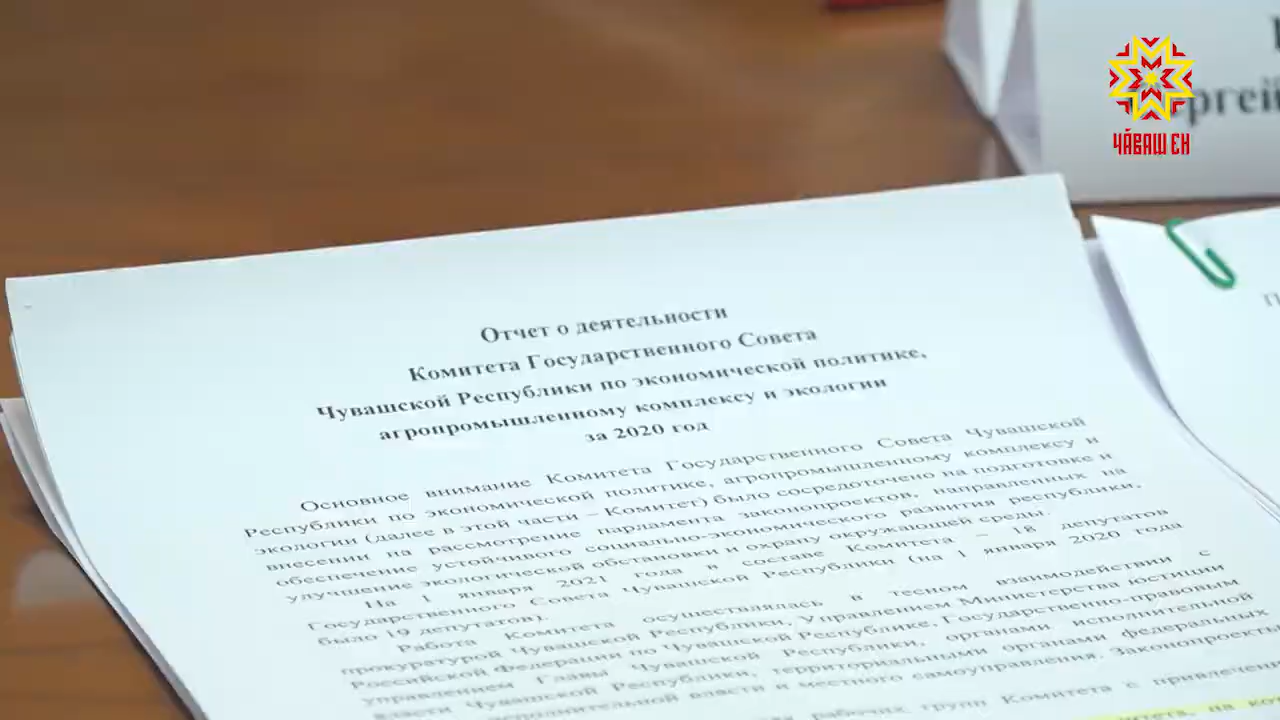 ЧӐВАШ ЄН
Отчет о деятельности
Комитета Государственного Совета
Чувашской Республики по экономической политике,
агропромышленному комплексу и экологии
за 2020 год
Основное внимание Комитета Государственного Совета Чувашской
Республики по экономической политике, агропромышленному комплексу и
экологии (далее в этой части – Комитет) было сосредоточено на подготовке и
внесении на рассмотрение парламента законопроектов, направленных на
обеспечение устойчивого социально-экономического развития республики,
улучшение экологической обстановки и охрану окружающей среды.
На 1 января 2021 года в составе Комитета – 18 депутатов
Государственного Совета Чувашской Республики (на 1 января 2020 года
было 19 депутатов).
Работа Комитета осуществлялась в тесном взаимодействии с
прокуратурой Чувашской Республики, Управлением Министерства юстиции
Российской Федерации по Чувашской Республике, Государственно-правовым
управлением Главы Чувашской Республики, органами исполнительной
власти Чувашской Республики, территориальными органами федеральных
исполнительной власти и местного самоуправления.
рабочих групп Комитета с